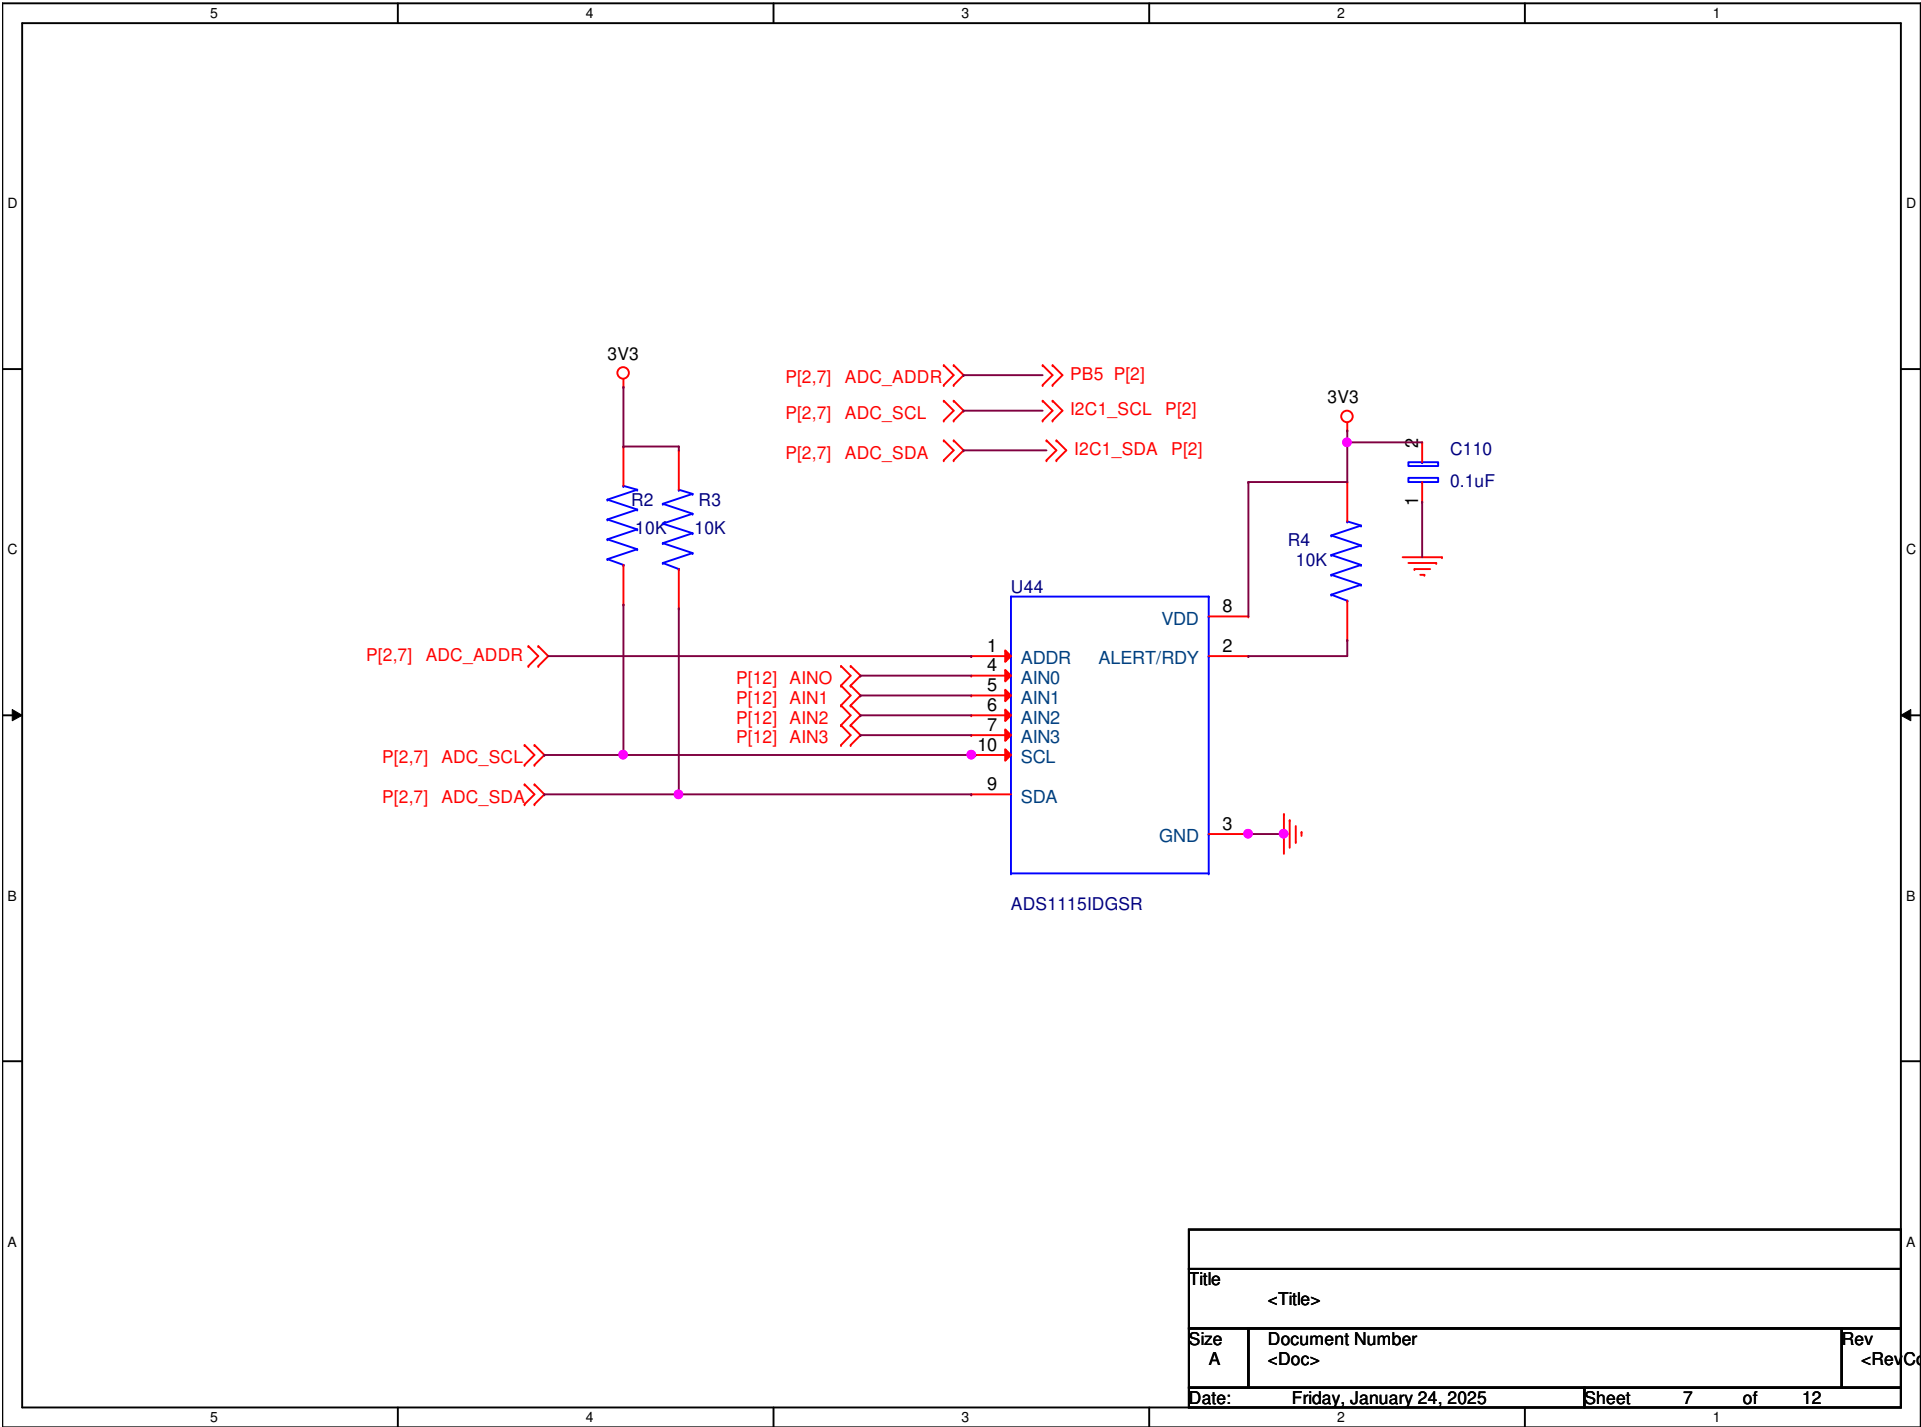 5 4 3 2 1
D D
3V3
P[2,7] ADC_ADDR PB5 P[2]
3V3
P[2,7] ADC_SCL I2C1_SCL P[2]
P[2,7] ADC_SDA I2C1_SDA P[2]
2 C110
0.1uF
1
R2 R3
10K 10K
C C
R4
10K
U44
VDD 8
P[2,7] ADC_ADDR 1 ADDR ALERT/RDY 2
P[12] AINO 4 AIN0
P[12] AIN1 5 AIN1
P[12] AIN2 6 AIN2
P[12] AIN3 7 AIN3
P[2,7] ADC_SCL 10 SCL
P[2,7] ADC_SDA 9 SDA
GND 3
B B
ADS1115IDGSR
A A
Title
<Title>
Size Document Number Rev
A <Doc> <RevCo
Date: Friday, January 24, 2025 Sheet 7 of 12
5 4 3 2 1